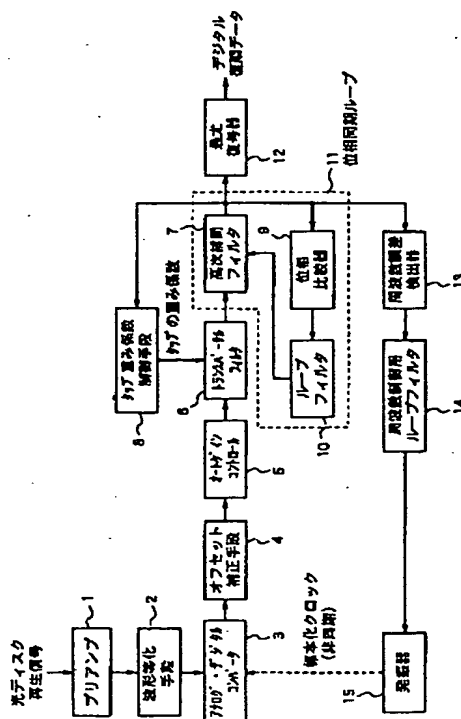 光ディスク
再生信号
プリアンプ
1
波形等化
手段
2
アナログ・デジタル
コンバータ
3
オフセット
補正手段
4
オートゲイン
コントロール
5
トランスバーサル
フィルタ
6
タップの重み係数
タップ重み係数
制御手段
8
高次補間
フィルタ
7
位相
比較器
9
ループ
フィルタ
10
11
位相同期ループ
最尤
復号器
12
デジタル
復調データ
周波数誤差
検出器
13
周波数制御用
ループフィルタ
14
発振器
15
標本化クロック
(非同期)